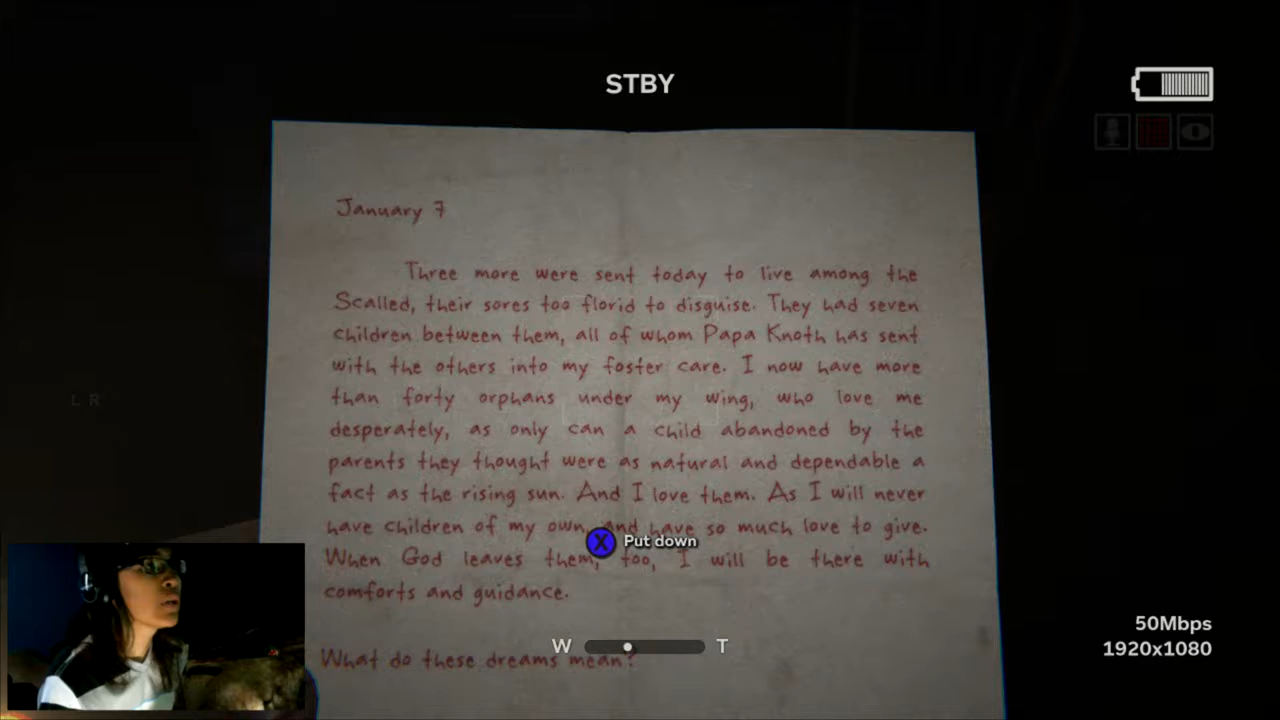 STBY
January 7
Three more were sent today to live among the
Scalled, their sores too florid to disguise. They had seven
children between them, all of whom Papa Knoth has sent
with the others into my foster care. I now have more
than forty orphans under my wing, who love me
desperately, as only can a child abandoned by the
parents they thought were as natural and dependable a
fact as the rising sun. And I love them. As I will never
have children of my own, and have so much love to give.
X Put down
When God leaves them, too, I will be there with
comforts and guidance.
W T
What do these dreams mean?
L R
50Mbps
1920x1080